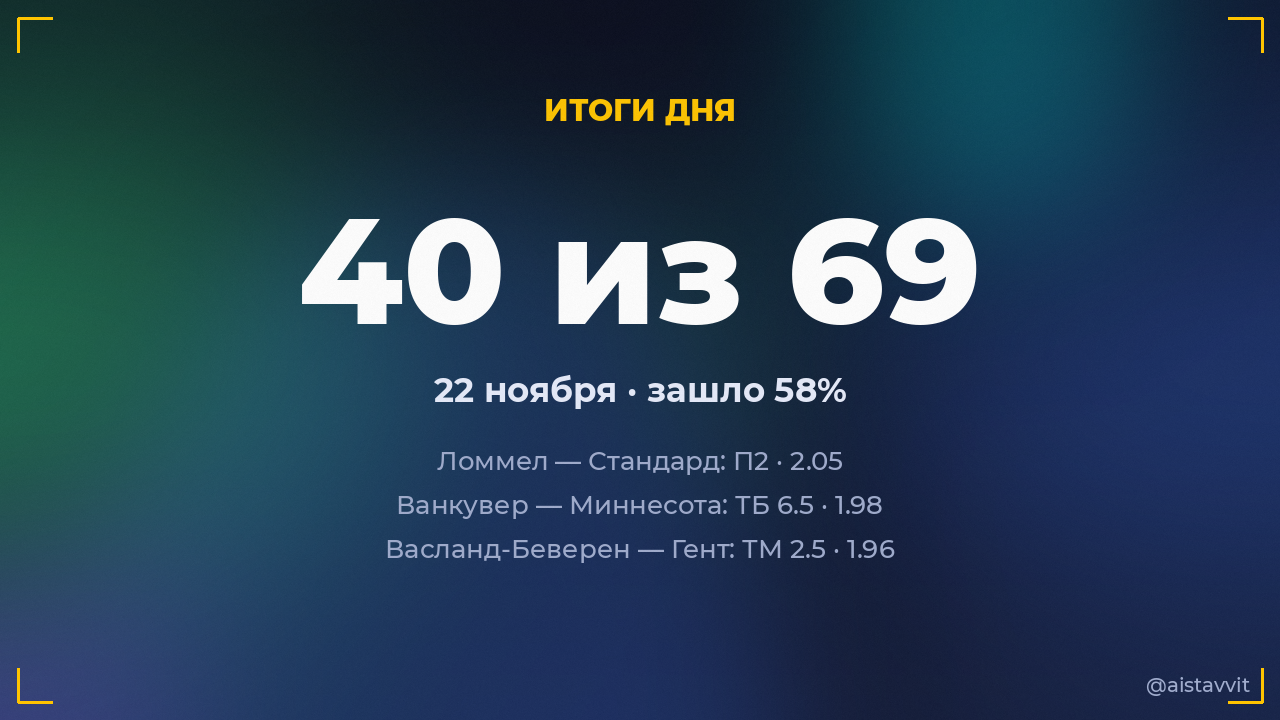 ИТОГИ ДНЯ
40 из 69
22 ноября · зашло 58%
Ломмел — Стандард: П2 · 2.05
Ванкувер — Миннесота: ТБ 6.5 · 1.98
Васланд-Беверен — Гент: ТМ 2.5 · 1.96
@aistavvit